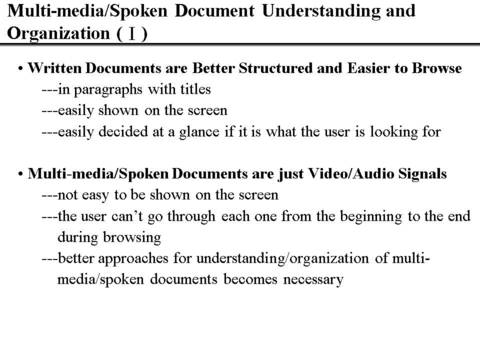 Multi-media/Spoken Document Understanding and
Organization (Ⅰ)
• Written Documents are Better Structured and Easier to Browse
---in paragraphs with titles
---easily shown on the screen
---easily decided at a glance if it is what the user is looking for
• Multi-media/Spoken Documents are just Video/Audio Signals
---not easy to be shown on the screen
---the user can’t go through each one from the beginning to the end
during browsing
---better approaches for understanding/organization of multi-
media/spoken documents becomes necessary